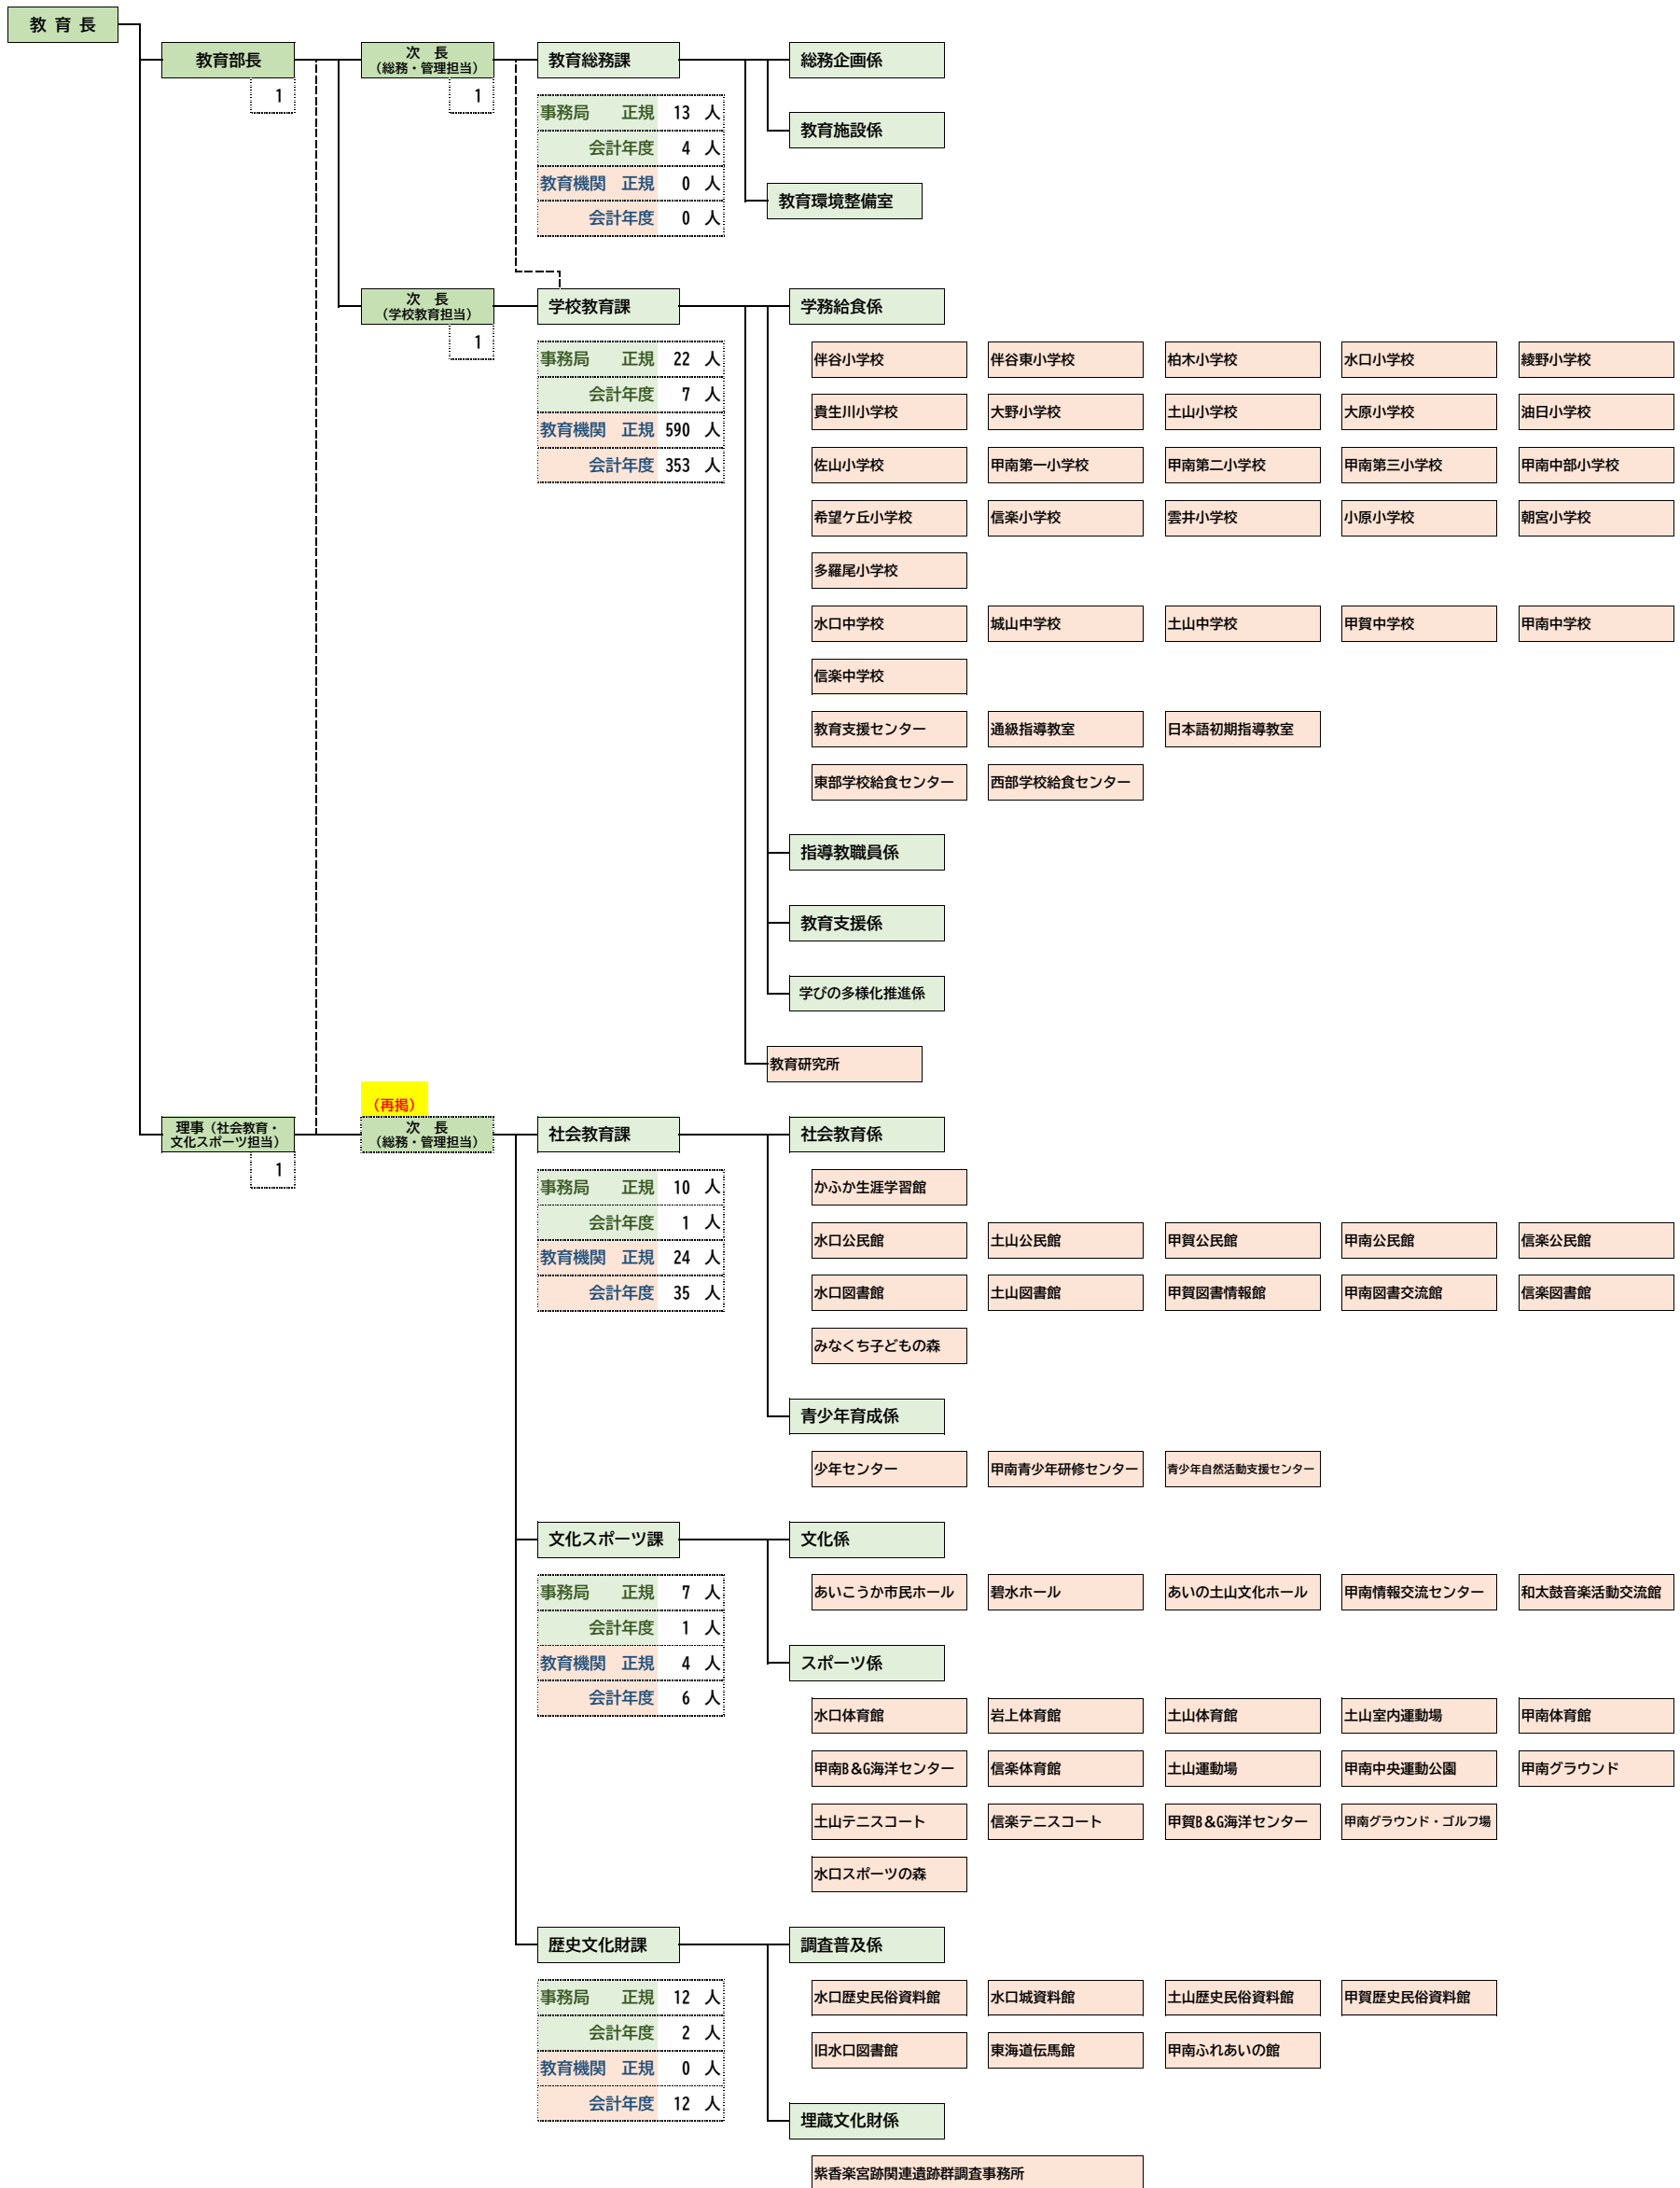 教 育 長
教育部長
1
次　長
（総務・管理担当）
1
教育総務課
総務企画係
事務局　　正規 13 人
会計年度 4 人
教育機関　正規 0 人
会計年度 0 人
教育施設係
教育環境整備室
次　長
（学校教育担当）
1
学校教育課
学務給食係
事務局　　正規 22 人
会計年度 7 人
教育機関　正規 590 人
会計年度 353 人
伴谷小学校 伴谷東小学校 柏木小学校 水口小学校 綾野小学校
貴生川小学校 大野小学校 土山小学校 大原小学校 油日小学校
佐山小学校 甲南第一小学校 甲南第二小学校 甲南第三小学校 甲南中部小学校
希望ケ丘小学校 信楽小学校 雲井小学校 小原小学校 朝宮小学校
多羅尾小学校
水口中学校 城山中学校 土山中学校 甲賀中学校 甲南中学校
信楽中学校
教育支援センター 通級指導教室 日本語初期指導教室
東部学校給食センター 西部学校給食センター
指導教職員係
教育支援係
学びの多様化推進係
教育研究所
理事（社会教育・
文化スポーツ担当）
1
（再掲）
次　長
（総務・管理担当）
社会教育課
社会教育係
事務局　　正規 10 人
会計年度 1 人
教育機関　正規 24 人
会計年度 35 人
かふか生涯学習館
水口公民館 土山公民館 甲賀公民館 甲南公民館 信楽公民館
水口図書館 土山図書館 甲賀図書情報館 甲南図書交流館 信楽図書館
みなくち子どもの森
青少年育成係
少年センター 甲南青少年研修センター 青少年自然活動支援センター
文化スポーツ課
文化係
事務局　　正規 7 人
会計年度 1 人
教育機関　正規 4 人
会計年度 6 人
あいこうか市民ホール 碧水ホール あいの土山文化ホール 甲南情報交流センター 和太鼓音楽活動交流館
スポーツ係
水口体育館 岩上体育館 土山体育館 土山室内運動場 甲南体育館
甲南B&G海洋センター 信楽体育館 土山運動場 甲南中央運動公園 甲南グラウンド
土山テニスコート 信楽テニスコート 甲賀B&G海洋センター 甲南グラウンド・ゴルフ場
水口スポーツの森
歴史文化財課
調査普及係
事務局　　正規 12 人
会計年度 2 人
教育機関　正規 0 人
会計年度 12 人
水口歴史民俗資料館 水口城資料館 土山歴史民俗資料館 甲賀歴史民俗資料館
旧水口図書館 東海道伝馬館 甲南ふれあいの館
埋蔵文化財係
紫香楽宮跡関連遺跡群調査事務所